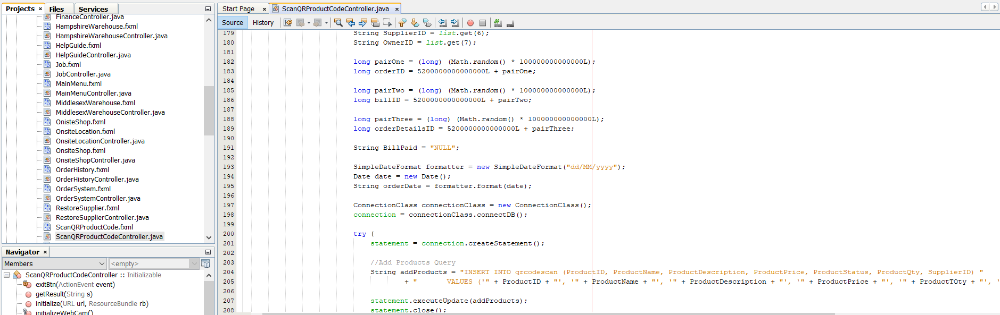 Projects × Files Services
FinanceController.java
HampshireWarehouse.fxml
HampshireWarehouseController.java
HelpGuide.fxml
HelpGuideController.java
Job.fxml
JobController.java
MainMenu.fxml
MainMenuController.java
MiddlesexWarehouse.fxml
MiddlesexWarehouseController.java
OnisteShop.fxml
OnsiteLocation.fxml
OnsiteLocationController.java
OnsiteShop.fxml
OnsiteShopController.java
OrderHistory.fxml
OrderHistoryController.java
OrderSystem.fxml
OrderSystemController.java
RestoreSupplier.fxml
RestoreSupplierController.java
ScanQRProductCode.fxml
ScanQRProductCodeController.java
Navigator ×
Members <empty>
ScanQRProductCodeController :: Initializable
exitBtn(ActionEvent event)
getResult(String s)
initialize(URL url, ResourceBundle rb)
initializeWebCam()
Start Page × ScanQRProductCodeController.java ×
Source History
179 String SupplierID = list.get(6);
180 String OwnerID = list.get(7);
181
182 long pairOne = (long) (Math.random() * 100000000000000L);
183 long orderID = 5200000000000000L + pairOne;
184
185 long pairTwo = (long) (Math.random() * 100000000000000L);
186 long billID = 5200000000000000L + pairTwo;
187
188 long pairThree = (long) (Math.random() * 100000000000000L);
189 long orderDetailsID = 5200000000000000L + pairThree;
190
191 String BillPaid = "NULL";
192
193 SimpleDateFormat formatter = new SimpleDateFormat("dd/MM/yyyy");
194 Date date = new Date();
195 String orderDate = formatter.format(date);
196
197 ConnectionClass connectionClass = new ConnectionClass();
198 connection = connectionClass.connectDB();
199
200 try {
201 statement = connection.createStatement();
202
203 //Add Products Query
204 String addProducts = "INSERT INTO qrcodescan (ProductID, ProductName, ProductDescription, ProductPrice, ProductStatus, ProductQty, SupplierID) "
205 + " VALUES ('" + ProductID + "', '" + ProductName + "', '" + ProductDescription + "', '" + ProductPrice + "', '" + ProductTQty + "', '
206
207 statement.executeUpdate(addProducts);
208 statement.close();